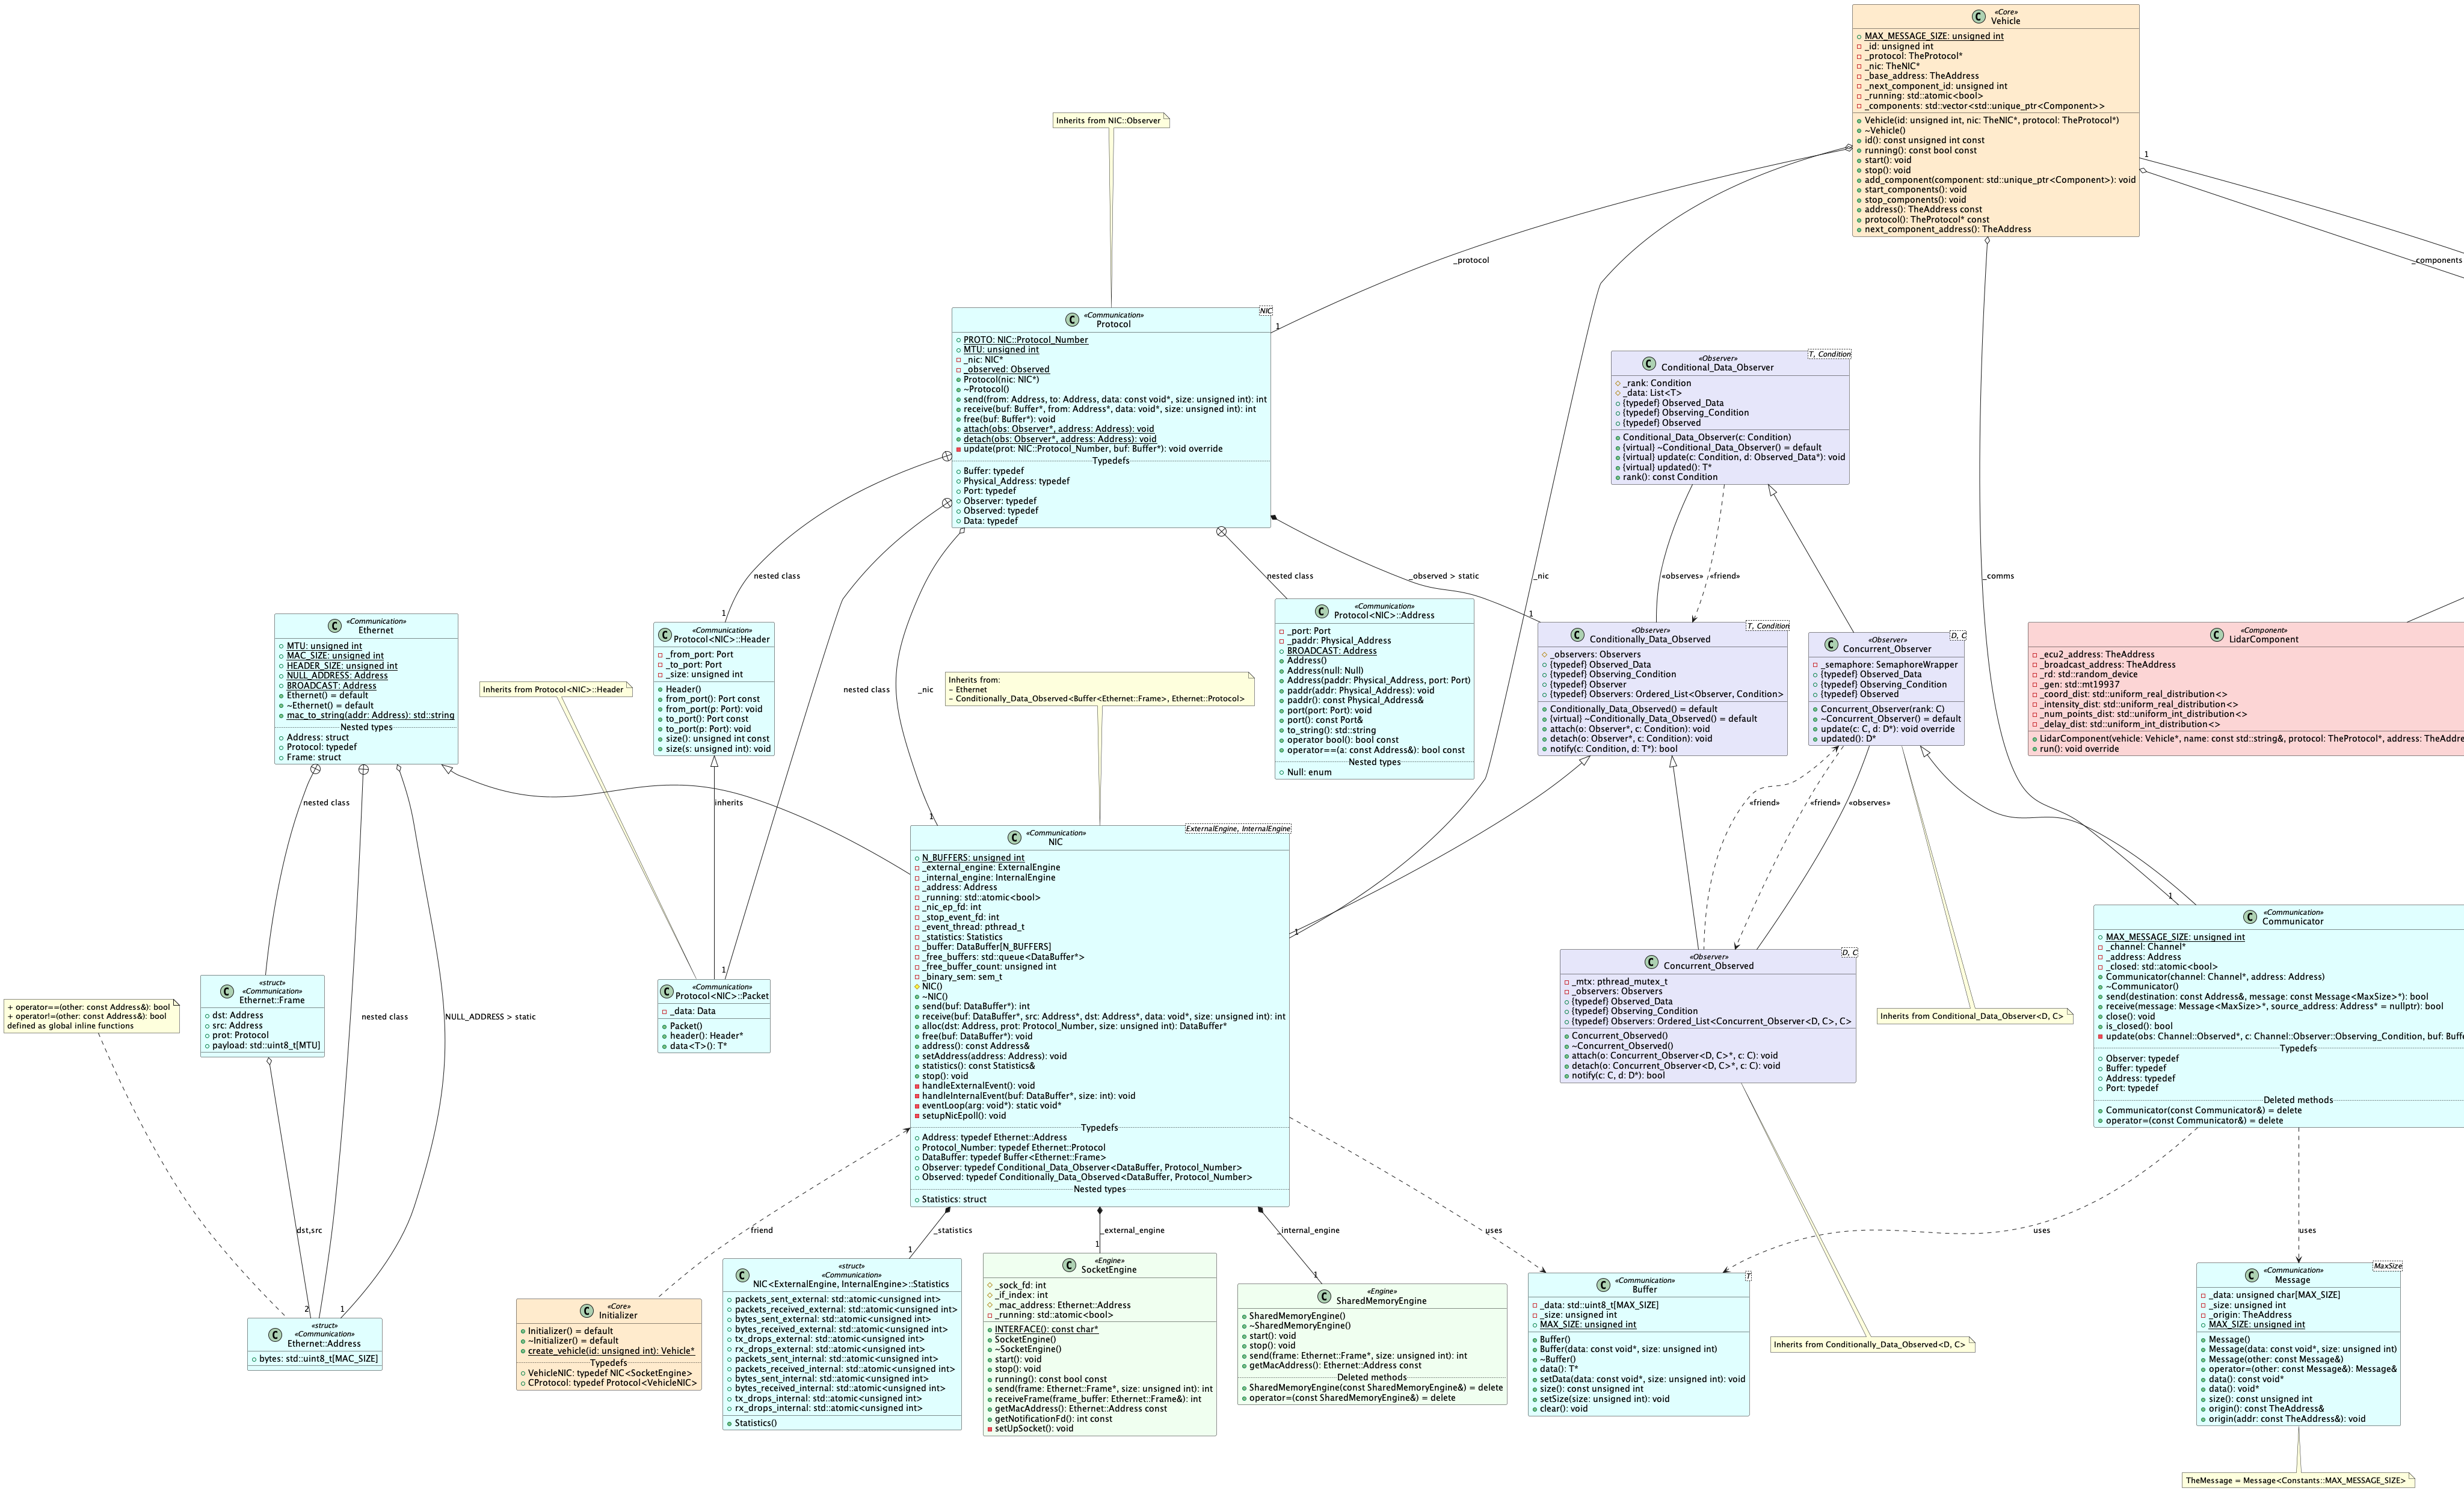 «Core»
Vehicle
MAX_MESSAGE_SIZE: unsigned int
_id: unsigned int
_protocol: TheProtocol*
_nic: TheNIC*
_base_address: TheAddress
_next_component_id: unsigned int
_running: std::atomic<bool>
_components: std::vector<std::unique_ptr<Component>>
Vehicle(id: unsigned int, nic: TheNIC*, protocol: TheProtocol*)
~Vehicle()
id(): const unsigned int const
running(): const bool const
start(): void
stop(): void
add_component(component: std::unique_ptr<Component>): void
start_components(): void
stop_components(): void
address(): TheAddress const
protocol(): TheProtocol* const
next_component_address(): TheAddress
1
_components
_protocol
1
_nic
1
_comms
1
Inherits from NIC::Observer
NIC
«Communication»
Protocol
PROTO: NIC::Protocol_Number
MTU: unsigned int
_nic: NIC*
_observed: Observed
Protocol(nic: NIC*)
~Protocol()
send(from: Address, to: Address, data: const void*, size: unsigned int): int
receive(buf: Buffer*, from: Address*, data: void*, size: unsigned int): int
free(buf: Buffer*): void
attach(obs: Observer*, address: Address): void
detach(obs: Observer*, address: Address): void
update(prot: NIC::Protocol_Number, buf: Buffer*): void override
Typedefs
Buffer: typedef
Physical_Address: typedef
Port: typedef
Observer: typedef
Observed: typedef
Data: typedef
T, Condition
«Observer»
Conditional_Data_Observer
_rank: Condition
_data: List<T>
{typedef} Observed_Data
{typedef} Observing_Condition
{typedef} Observed
Conditional_Data_Observer(c: Condition)
{virtual} ~Conditional_Data_Observer() = default
{virtual} update(c: Condition, d: Observed_Data*): void
{virtual} updated(): T*
rank(): const Condition
nested class
1
nested class
1
_nic
1
nested class
_observed > static
1
«observes»
«friend»
«Communication»
Ethernet
MTU: unsigned int
MAC_SIZE: unsigned int
HEADER_SIZE: unsigned int
NULL_ADDRESS: Address
BROADCAST: Address
Ethernet() = default
~Ethernet() = default
mac_to_string(addr: Address): std::string
Nested types
Address: struct
Protocol: typedef
Frame: struct
«Communication»
Protocol<NIC>::Header
_from_port: Port
_to_port: Port
_size: unsigned int
Header()
from_port(): Port const
from_port(p: Port): void
to_port(): Port const
to_port(p: Port): void
size(): unsigned int const
size(s: unsigned int): void
Inherits from Protocol<NIC>::Header
Inherits from:
- Ethernet
- Conditionally_Data_Observed<Buffer<Ethernet::Frame>, Ethernet::Protocol>
«Communication»
Protocol<NIC>::Address
_port: Port
_paddr: Physical_Address
BROADCAST: Address
Address()
Address(null: Null)
Address(paddr: Physical_Address, port: Port)
paddr(addr: Physical_Address): void
paddr(): const Physical_Address&
port(port: Port): void
port(): const Port&
to_string(): std::string
operator bool(): bool const
operator==(a: const Address&): bool const
Nested types
Null: enum
T, Condition
«Observer»
Conditionally_Data_Observed
_observers: Observers
{typedef} Observed_Data
{typedef} Observing_Condition
{typedef} Observer
{typedef} Observers: Ordered_List<Observer, Condition>
Conditionally_Data_Observed() = default
{virtual} ~Conditionally_Data_Observed() = default
attach(o: Observer*, c: Condition): void
detach(o: Observer*, c: Condition): void
notify(c: Condition, d: T*): bool
D, C
«Observer»
Concurrent_Observer
_semaphore: SemaphoreWrapper
{typedef} Observed_Data
{typedef} Observing_Condition
{typedef} Observed
Concurrent_Observer(rank: C)
~Concurrent_Observer() = default
update(c: C, d: D*): void override
updated(): D*
«Component»
LidarComponent
_ecu2_address: TheAddress
_broadcast_address: TheAddress
_rd: std::random_device
_gen: std::mt19937
_coord_dist: std::uniform_real_distribution<>
_intensity_dist: std::uniform_real_distribution<>
_num_points_dist: std::uniform_int_distribution<>
_delay_dist: std::uniform_int_distribution<>
LidarComponent(vehicle: Vehicle*, name: const std::string&, protocol: TheProtocol*, address: TheAddre
run(): void override
nested class
inherits
«friend»
«friend»
«observes»
ExternalEngine, InternalEngine
«Communication»
NIC
N_BUFFERS: unsigned int
_external_engine: ExternalEngine
_internal_engine: InternalEngine
_address: Address
_running: std::atomic<bool>
_nic_ep_fd: int
_stop_event_fd: int
_event_thread: pthread_t
_statistics: Statistics
_buffer: DataBuffer[N_BUFFERS]
_free_buffers: std::queue<DataBuffer*>
_free_buffer_count: unsigned int
_binary_sem: sem_t
NIC()
~NIC()
send(buf: DataBuffer*): int
receive(buf: DataBuffer*, src: Address*, dst: Address*, data: void*, size: unsigned int): int
alloc(dst: Address, prot: Protocol_Number, size: unsigned int): DataBuffer*
free(buf: DataBuffer*): void
address(): const Address&
setAddress(address: Address): void
statistics(): const Statistics&
stop(): void
handleExternalEvent(): void
handleInternalEvent(buf: DataBuffer*, size: int): void
eventLoop(arg: void*): static void*
setupNicEpoll(): void
Typedefs
Address: typedef Ethernet::Address
Protocol_Number: typedef Ethernet::Protocol
DataBuffer: typedef Buffer<Ethernet::Frame>
Observer: typedef Conditional_Data_Observer<DataBuffer, Protocol_Number>
Observed: typedef Conditionally_Data_Observed<DataBuffer, Protocol_Number>
Nested types
Statistics: struct
D, C
«Observer»
Concurrent_Observed
_mtx: pthread_mutex_t
_observers: Observers
{typedef} Observed_Data
{typedef} Observing_Condition
{typedef} Observers: Ordered_List<Concurrent_Observer<D, C>, C>
Concurrent_Observed()
~Concurrent_Observed()
attach(o: Concurrent_Observer<D, C>*, c: C): void
detach(o: Concurrent_Observer<D, C>*, c: C): void
notify(c: C, d: D*): bool
Inherits from Conditional_Data_Observer<D, C>
«Communication»
Communicator
MAX_MESSAGE_SIZE: unsigned int
_channel: Channel*
_address: Address
_closed: std::atomic<bool>
Communicator(channel: Channel*, address: Address)
~Communicator()
send(destination: const Address&, message: const Message<MaxSize>*): bool
receive(message: Message<MaxSize>*, source_address: Address* = nullptr): bool
close(): void
is_closed(): bool
update(obs: Channel::Observed*, c: Channel::Observer::Observing_Condition, buf: Buffe
Typedefs
Observer: typedef
Buffer: typedef
Address: typedef
Port: typedef
Deleted methods
Communicator(const Communicator&) = delete
operator=(const Communicator&) = delete
«struct»
«Communication»
Ethernet::Frame
dst: Address
src: Address
prot: Protocol
payload: std::uint8_t[MTU]
+ operator==(other: const Address&): bool
+ operator!=(other: const Address&): bool
defined as global inline functions
nested class
NULL_ADDRESS > static
«Communication»
Protocol<NIC>::Packet
_data: Data
Packet()
header(): Header*
data<T>(): T*
dst,src
2
1
friend
_statistics
1
_external_engine
1
_internal_engine
1
uses
uses
uses
«struct»
«Communication»
Ethernet::Address
bytes: std::uint8_t[MAC_SIZE]
«Core»
Initializer
Initializer() = default
~Initializer() = default
create_vehicle(id: unsigned int): Vehicle*
Typedefs
VehicleNIC: typedef NIC<SocketEngine>
CProtocol: typedef Protocol<VehicleNIC>
«struct»
«Communication»
NIC<ExternalEngine, InternalEngine>::Statistics
packets_sent_external: std::atomic<unsigned int>
packets_received_external: std::atomic<unsigned int>
bytes_sent_external: std::atomic<unsigned int>
bytes_received_external: std::atomic<unsigned int>
tx_drops_external: std::atomic<unsigned int>
rx_drops_external: std::atomic<unsigned int>
packets_sent_internal: std::atomic<unsigned int>
packets_received_internal: std::atomic<unsigned int>
bytes_sent_internal: std::atomic<unsigned int>
bytes_received_internal: std::atomic<unsigned int>
tx_drops_internal: std::atomic<unsigned int>
rx_drops_internal: std::atomic<unsigned int>
Statistics()
«Engine»
SocketEngine
_sock_fd: int
_if_index: int
_mac_address: Ethernet::Address
_running: std::atomic<bool>
INTERFACE(): const char*
SocketEngine()
~SocketEngine()
start(): void
stop(): void
running(): const bool const
send(frame: Ethernet::Frame*, size: unsigned int): int
receiveFrame(frame_buffer: Ethernet::Frame&): int
getMacAddress(): Ethernet::Address const
getNotificationFd(): int const
setUpSocket(): void
«Engine»
SharedMemoryEngine
SharedMemoryEngine()
~SharedMemoryEngine()
start(): void
stop(): void
send(frame: Ethernet::Frame*, size: unsigned int): int
getMacAddress(): Ethernet::Address const
Deleted methods
SharedMemoryEngine(const SharedMemoryEngine&) = delete
operator=(const SharedMemoryEngine&) = delete
T
«Communication»
Buffer
_data: std::uint8_t[MAX_SIZE]
_size: unsigned int
MAX_SIZE: unsigned int
Buffer()
Buffer(data: const void*, size: unsigned int)
~Buffer()
data(): T*
setData(data: const void*, size: unsigned int): void
size(): const unsigned int
setSize(size: unsigned int): void
clear(): void
Inherits from Conditionally_Data_Observed<D, C>
MaxSize
«Communication»
Message
_data: unsigned char[MAX_SIZE]
_size: unsigned int
_origin: TheAddress
MAX_SIZE: unsigned int
Message()
Message(data: const void*, size: unsigned int)
Message(other: const Message&)
operator=(other: const Message&): Message&
data(): const void*
data(): void*
size(): const unsigned int
origin(): const TheAddress&
origin(addr: const TheAddress&): void
TheMessage = Message<Constants::MAX_MESSAGE_SIZE>